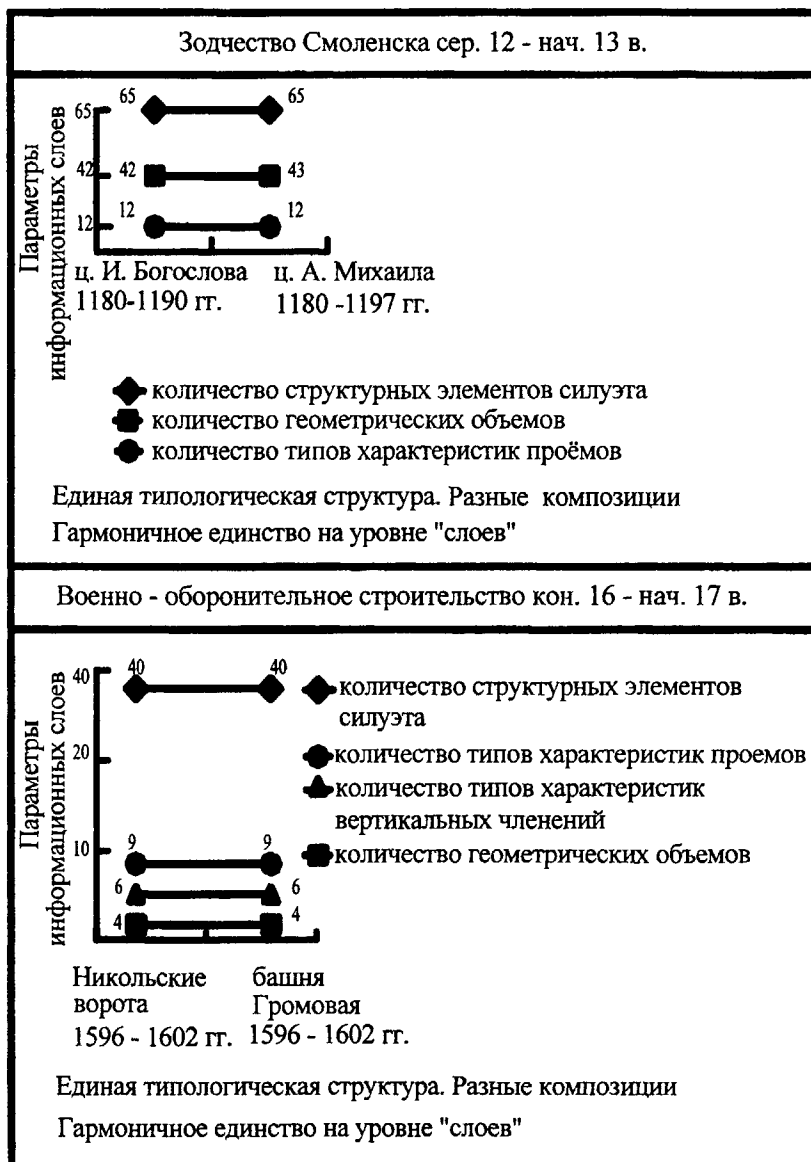 Зодчество Смоленска сер. 12 - нач. 13 в.
Параметры
информационных слоев
65
65
65
42
42
43
12
12
12
ц. И. Богослова
1180-1190 гг.
ц. А. Михаила
1180 -1197 гг.
количество структурных элементов силуэта
количество геометрических объемов
количество типов характеристик проёмов
Единая типологическая структура. Разные композиции
Гармоничное единство на уровне "слоев"
Военно - оборонительное строительство кон. 16 - нач. 17 в.
Параметры
информационных слоев
40
40
40
20
10
9
9
6
6
4
4
количество структурных элементов
силуэта
количество типов характеристик проемов
количество типов характеристик
вертикальных членений
количество геометрических объемов
Никольские
ворота
1596 - 1602 гг.
башня
Громовая
1596 - 1602 гг.
Единая типологическая структура. Разные композиции
Гармоничное единство на уровне "слоев"